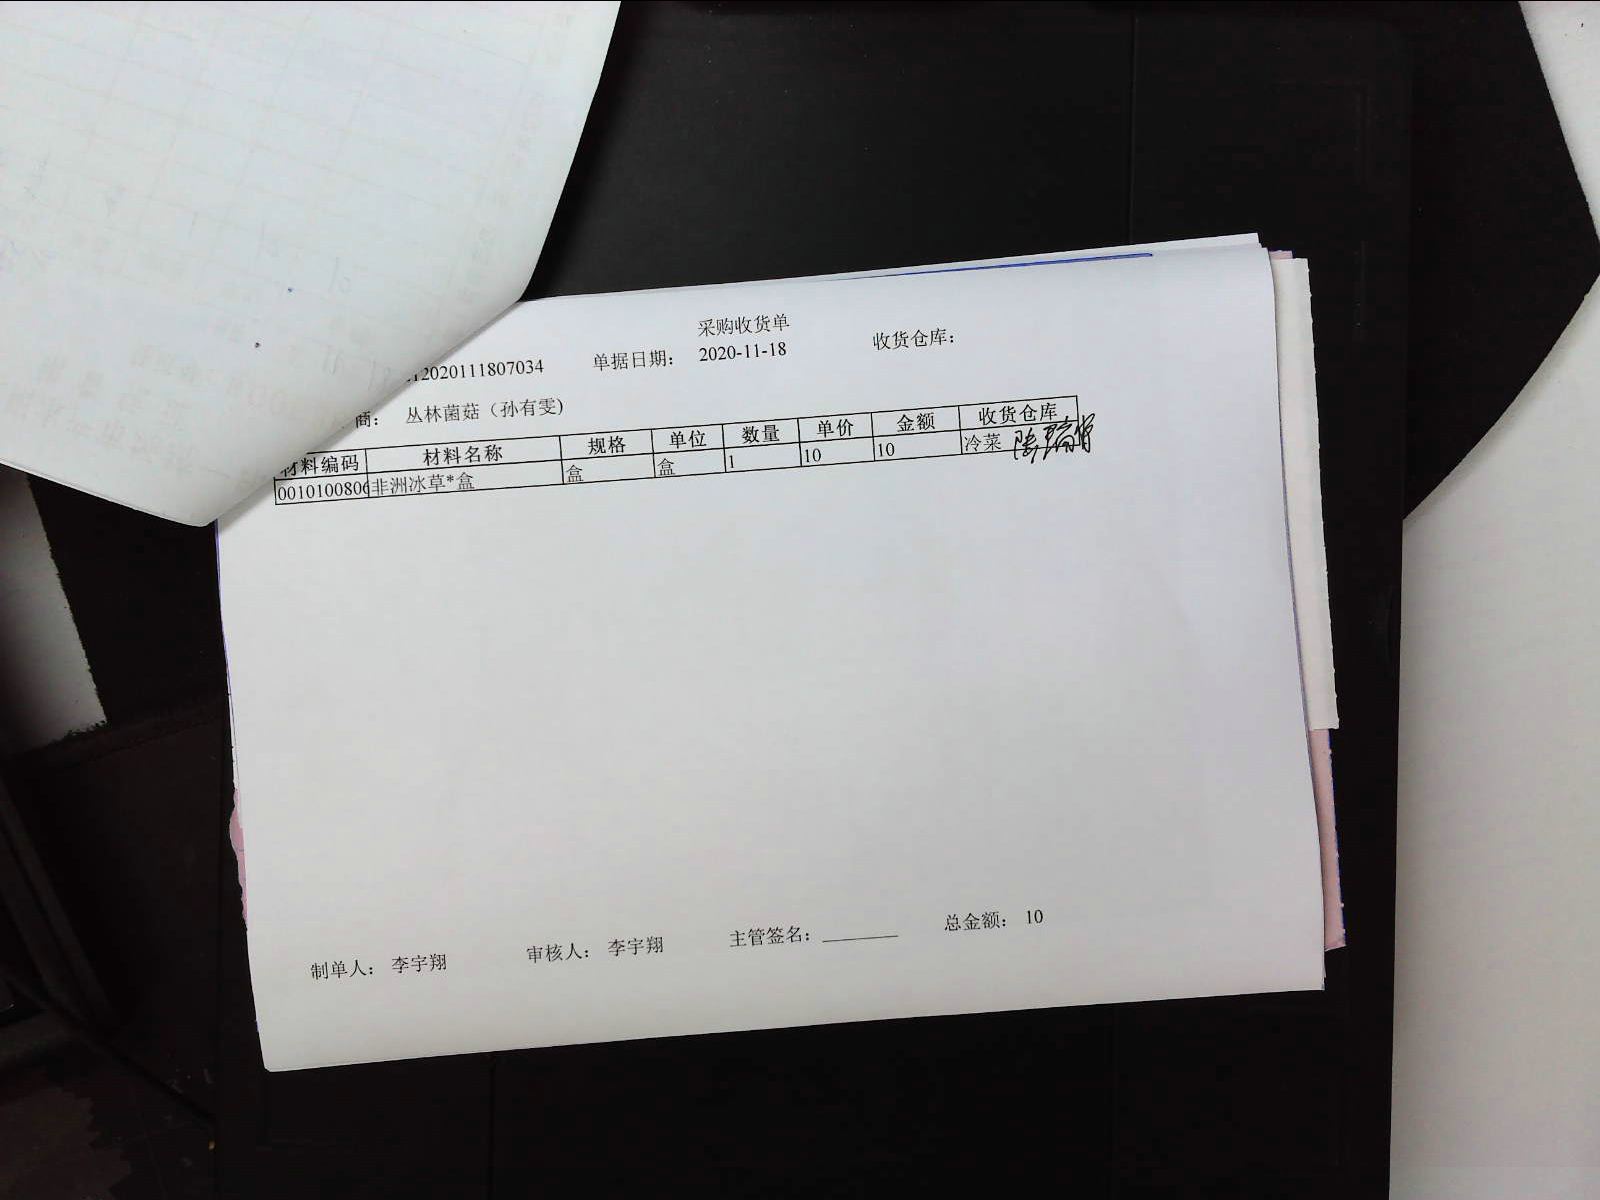 采购收货单
12020111807034 单据日期： 2020-11-18 收货仓库：
商： 丛林菌菇（孙有雯)
材料编码 材料名称 规格 单位 数量 单价 金额 收货仓库
0010100806 非洲冰草*盒 盒 盒 1 10 10 冷菜
制单人： 李宇翔 审核人： 李宇翔 主管签名： 总金额： 10